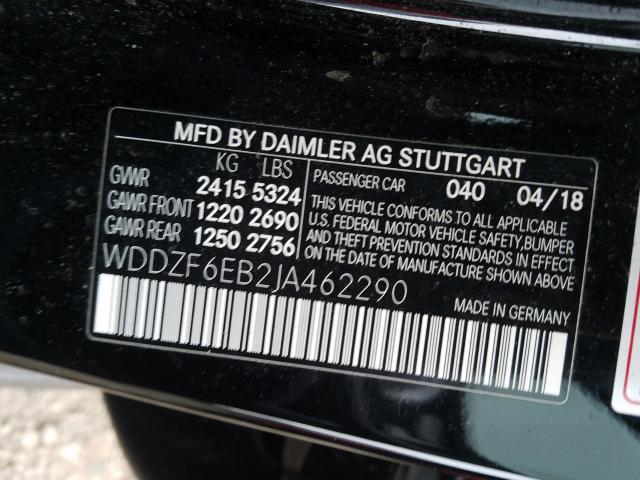 MFD BY DAIMLER AG STUTTGART
KG LBS
GVWR 2415 5324
GAWR FRONT 1220 2690
GAWR REAR 1250 2756
PASSENGER CAR 040 04/18
THIS VEHICLE CONFORMS TO ALL APPLICABLE
U.S. FEDERAL MOTOR VEHICLE SAFETY, BUMPER
AND THEFT PREVENTION STANDARDS IN EFFECT
ON THE DATE OF MANUFACTURE SHOWN ABOVE.
WDDZF6EB2JA462290
MADE IN GERMANY